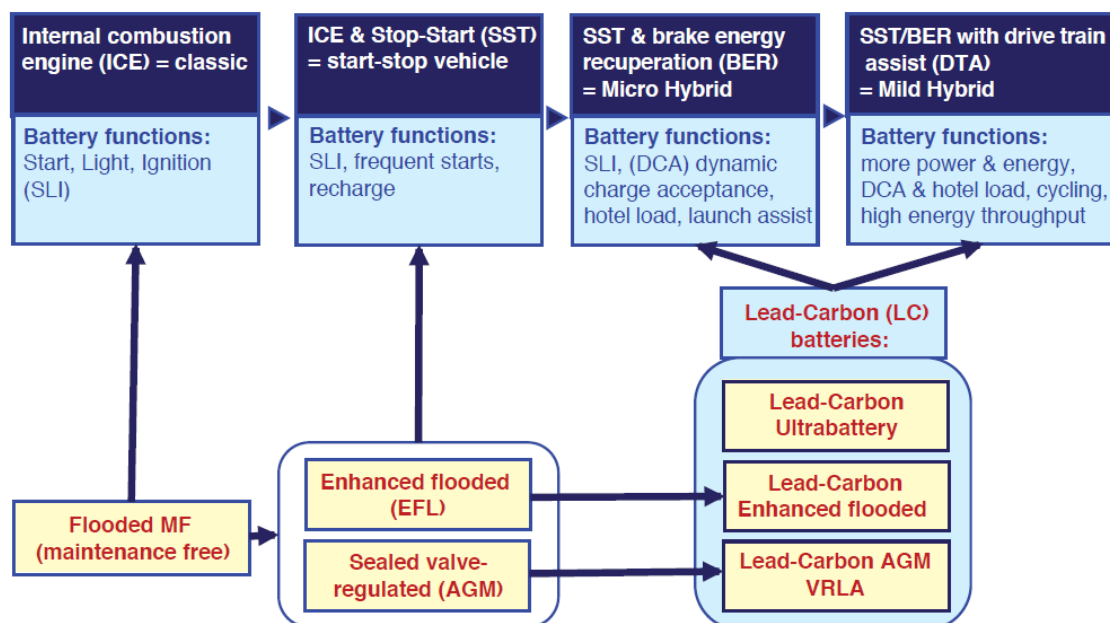 Internal combustion
engine (ICE) = classic
Battery functions:
Start, Light, Ignition
(SLI)
ICE & Stop-Start (SST)
= start-stop vehicle
Battery functions:
SLI, frequent starts,
recharge
SST & brake energy
recuperation (BER)
= Micro Hybrid
Battery functions:
SLI, (DCA) dynamic
charge acceptance,
hotel load, launch assist
SST/BER with drive train
assist (DTA)
= Mild Hybrid
Battery functions:
more power & energy,
DCA & hotel load, cycling,
high energy throughput
Lead-Carbon (LC)
batteries:
Lead-Carbon
Ultrabattery
Flooded MF
(maintenance free)
Enhanced flooded
(EFL)
Lead-Carbon
Enhanced flooded
Sealed valve-
regulated (AGM)
Lead-Carbon AGM
VRLA